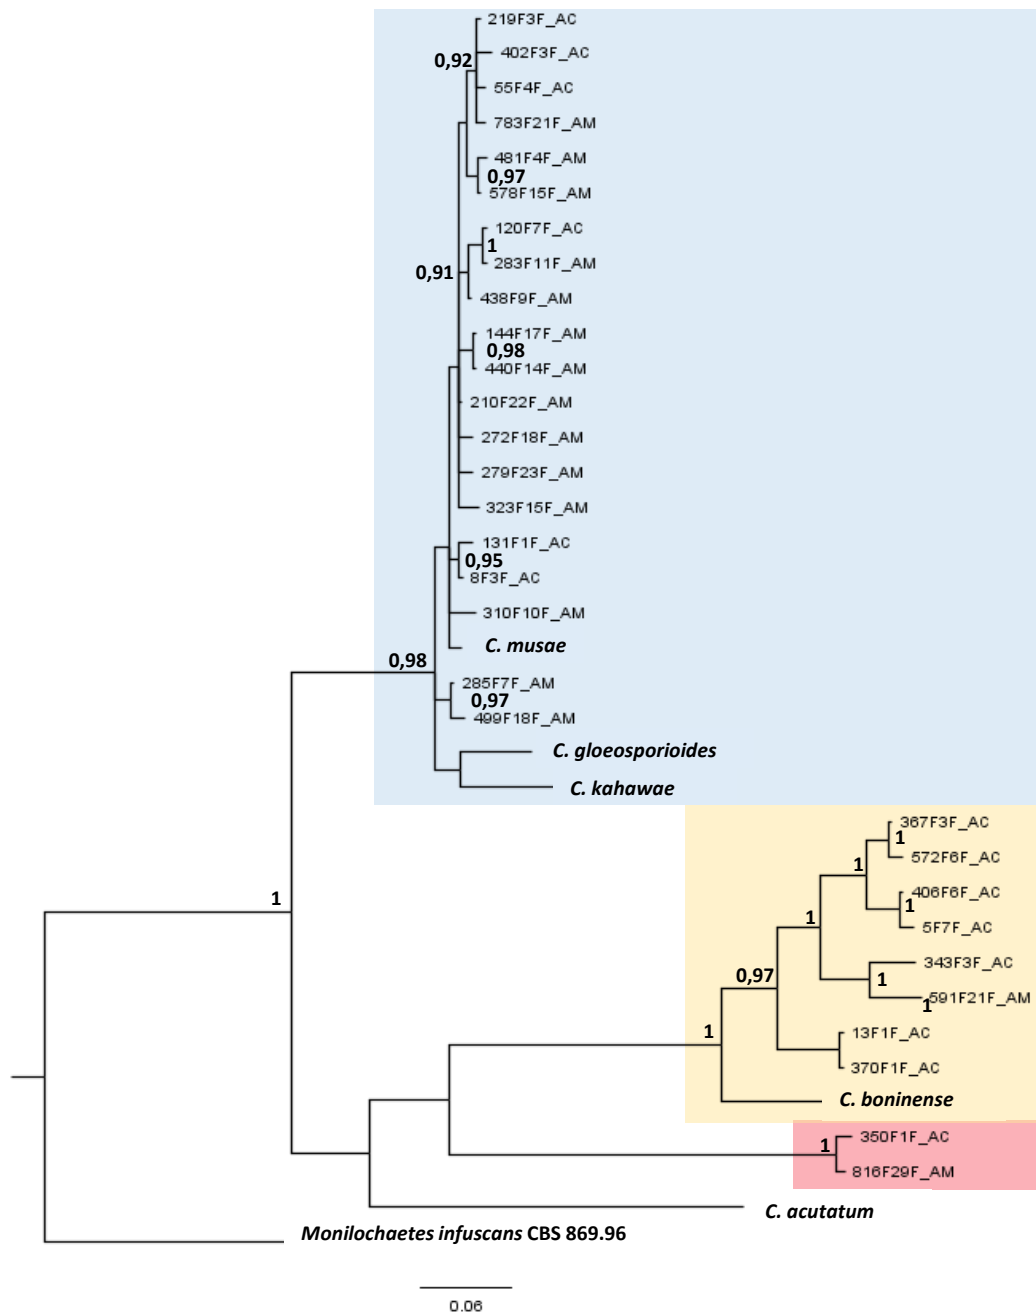 219F3F_AC
402F3F_AC
0,92
55F4F_AC
783F21F_AM
481F4F_AM
0,97
578F15F_AM
120F7F_AC
1
283F11F_AM
0,91
438F9F_AM
144F17F_AM
0,98
440F14F_AM
210F22F_AM
272F18F_AM
279F23F_AM
323F15F_AM
131F1F_AC
0,95
8F3F_AC
310F10F_AM
C. musae
0,98
285F7F_AM
0,97
499F18F_AM
C. gloeosporioides
C. kahawae
367F3F_AC
1
572F6F_AC
1
406F6F_AC
1
1
5F7F_AC
1
343F3F_AC
0,97
1
591F21F_AM
1
13F1F_AC
1
370F1F_AC
C. boninense
350F1F_AC
1
816F29F_AM
C. acutatum
Monilochaetes infuscans CBS 869.96
0.06